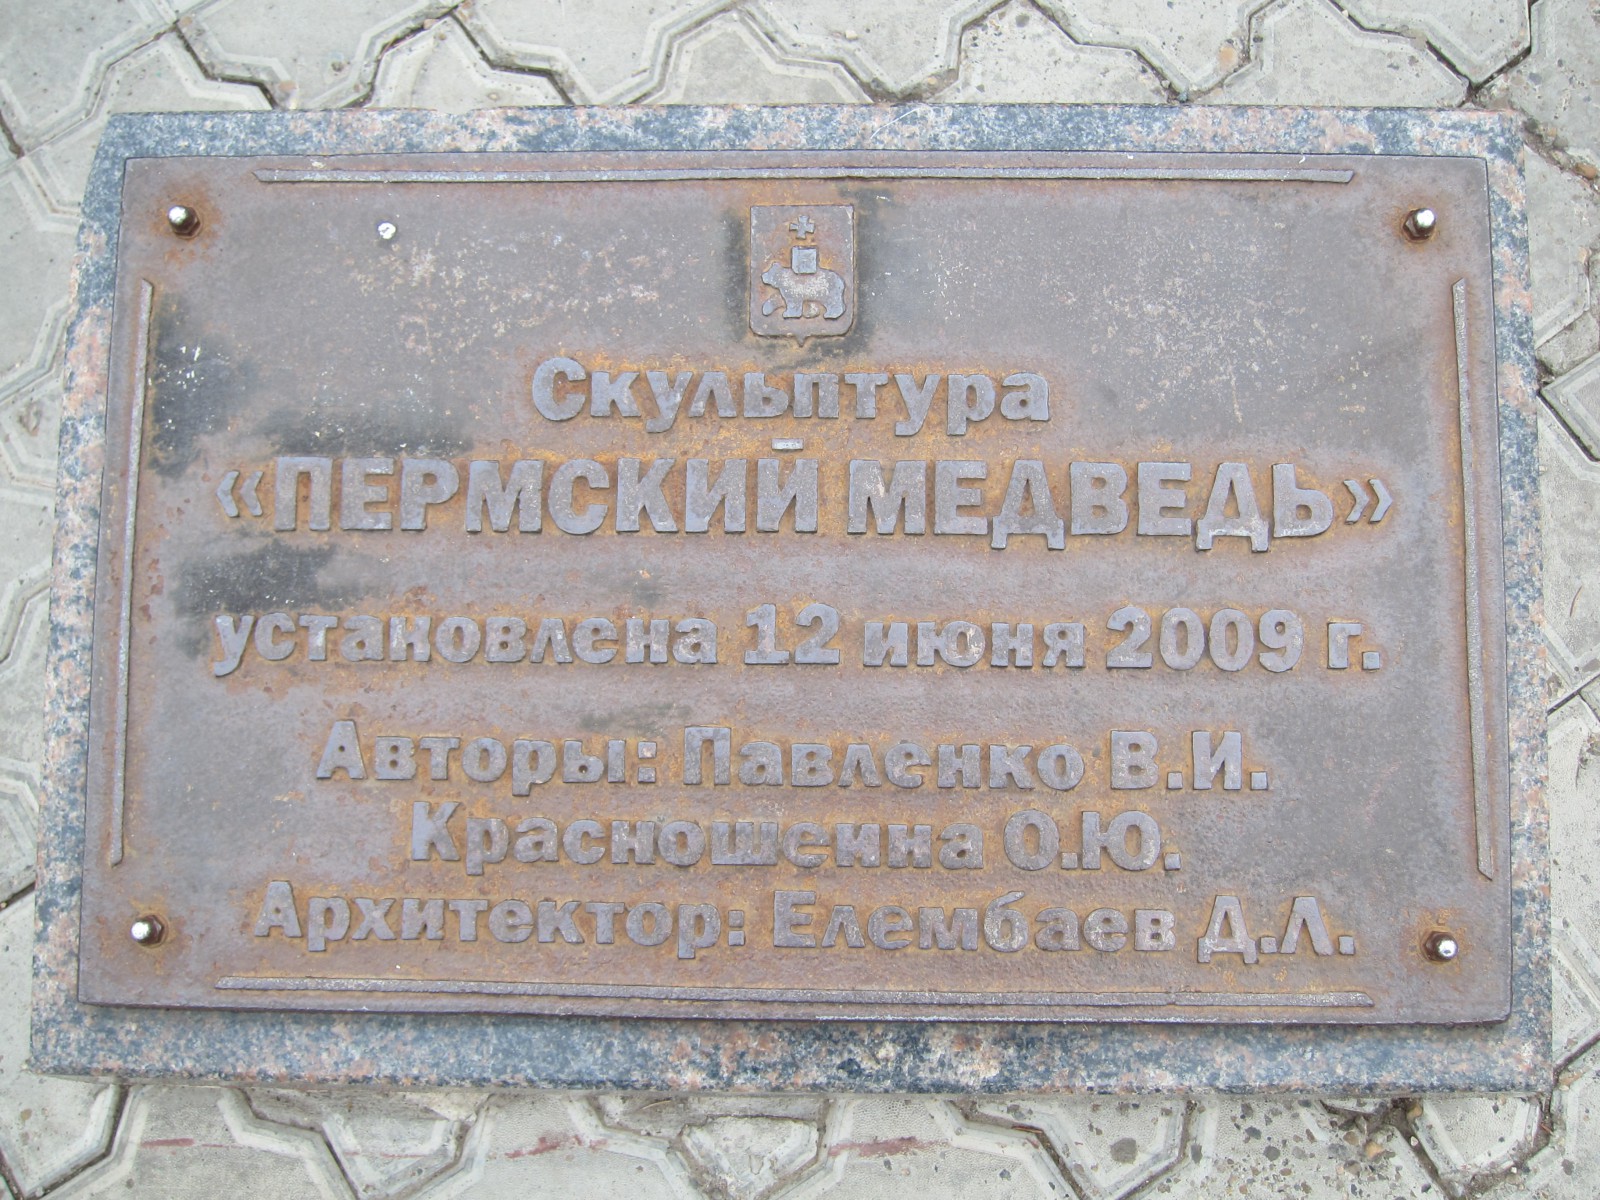 Скульптура
«ПЕРМСКИЙ МЕДВЕДЬ»
установлена 12 июня 2009 г.
Авторы: Павленко В.И.
Красношеина О.Ю.
Архитектор: Елембаев Д.Л.